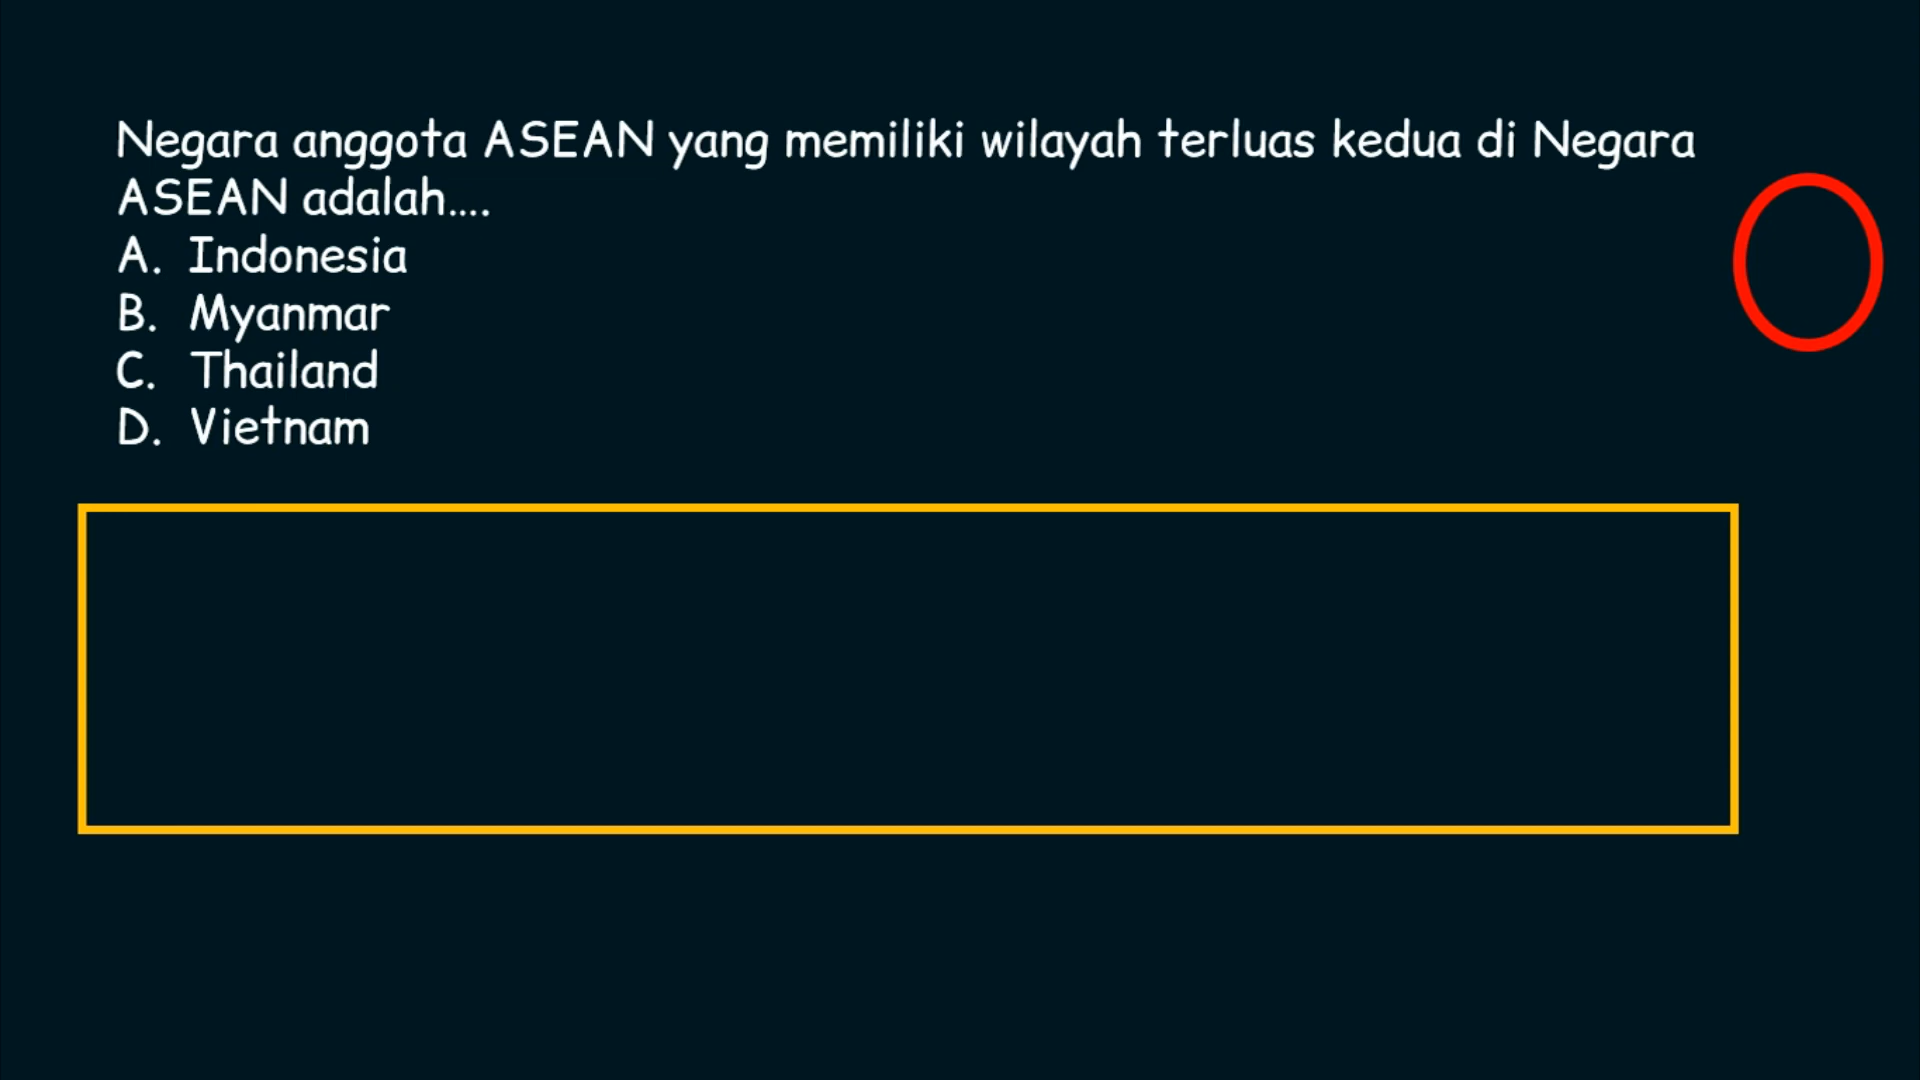 Negara anggota ASEAN yang memiliki wilayah terluas kedua di Negara
ASEAN adalah....
A. Indonesia
B. Myanmar
C. Thailand
D. Vietnam